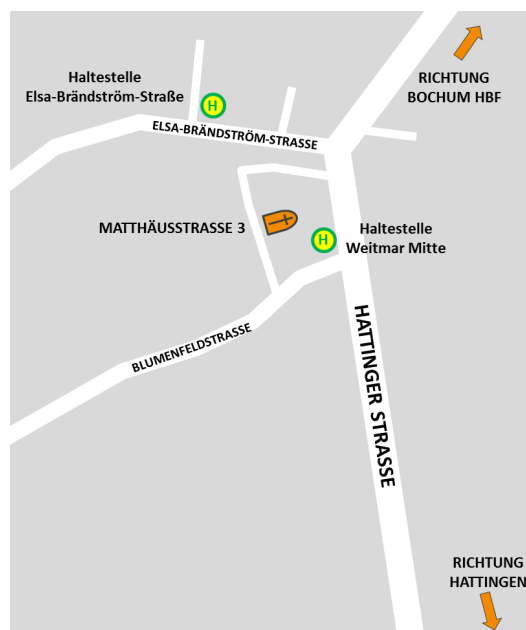 RICHTUNG
BOCHUM HBF
Haltestelle
Elsa-Brändström-Straße
H
ELSA-BRÄNDSTRÖM-STRASSE
MATTHÄUSSTRASSE 3
Haltestelle
Weitmar Mitte
H
BLUMENFELDSTRASSE
HATTINGER STRASSE
RICHTUNG
HATTINGEN